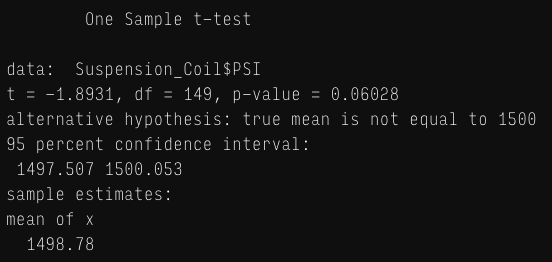 One Sample t-test
data:  Suspension_Coil$PSI
t = -1.8931, df = 149, p-value = 0.06028
alternative hypothesis: true mean is not equal to 1500
95 percent confidence interval:
1497.507 1500.053
sample estimates:
mean of x
1498.78